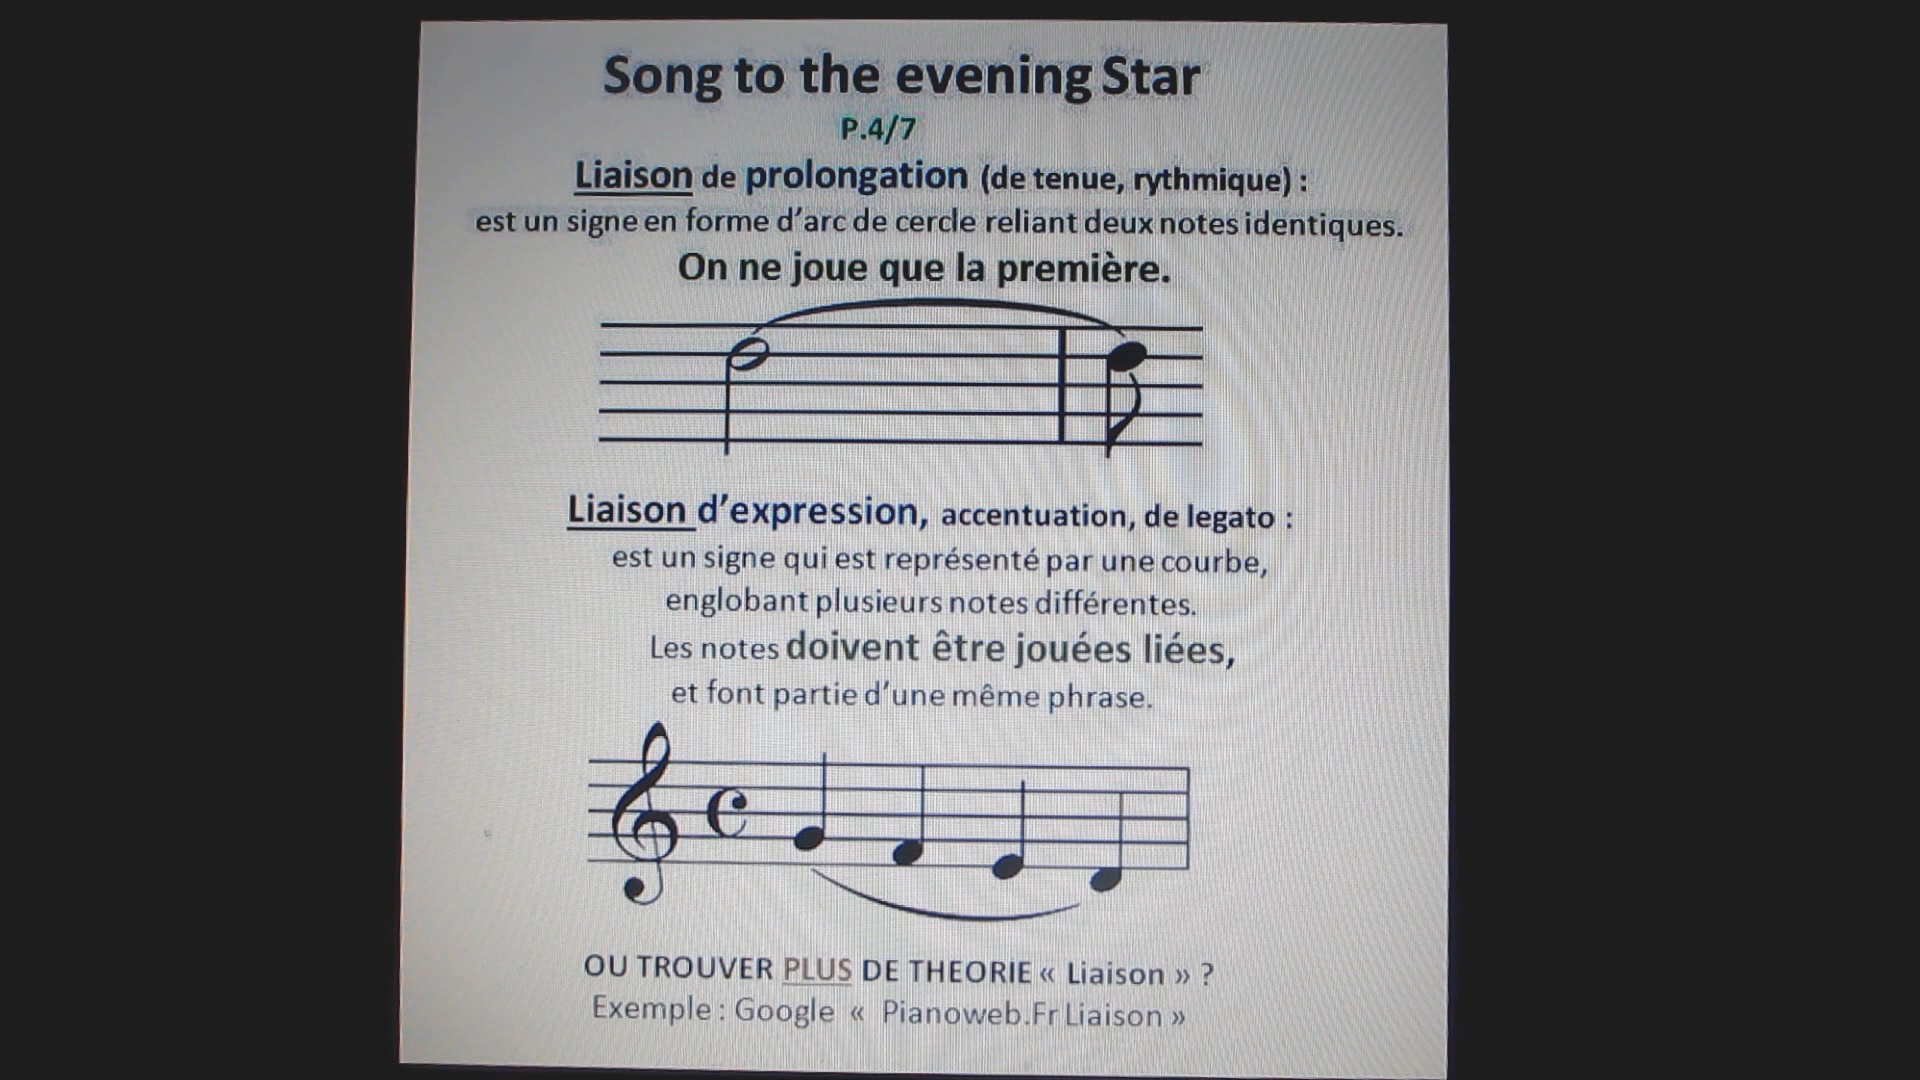 Song to the evening Star
P.4/7
Liaison de prolongation (de tenue, rythmique) :
est un signe en forme d'arc de cercle reliant deux notes identiques.
On ne joue que la première.
Liaison d'expression, accentuation, de legato :
est un signe qui est représenté par une courbe,
englobant plusieurs notes différentes.
Les notes doivent être jouées liées,
et font partie d'une même phrase.
OU TROUVER PLUS DE THEORIE « Liaison » ?
Exemple : Google « Pianoweb.Fr Liaison »